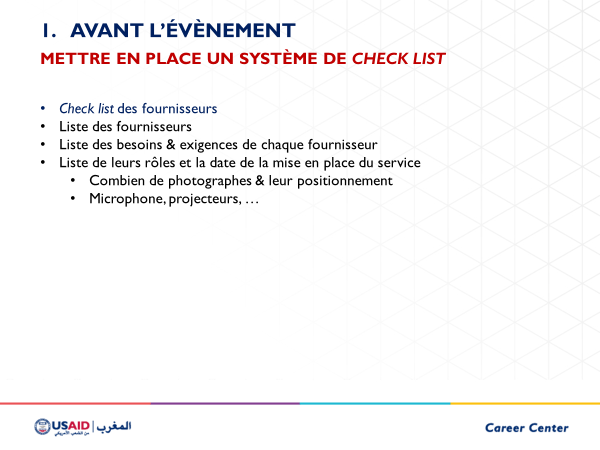 1. AVANT L'ÉVÈNEMENT
METTRE EN PLACE UN SYSTÈME DE CHECK LIST
• Check list des fournisseurs
• Liste des fournisseurs
• Liste des besoins & exigences de chaque fournisseur
• Liste de leurs rôles et la date de la mise en place du service
• Combien de photographes & leur positionnement
• Microphone, projecteurs, …
USAID المغرب
من الشعب الأمريكي
Career Center